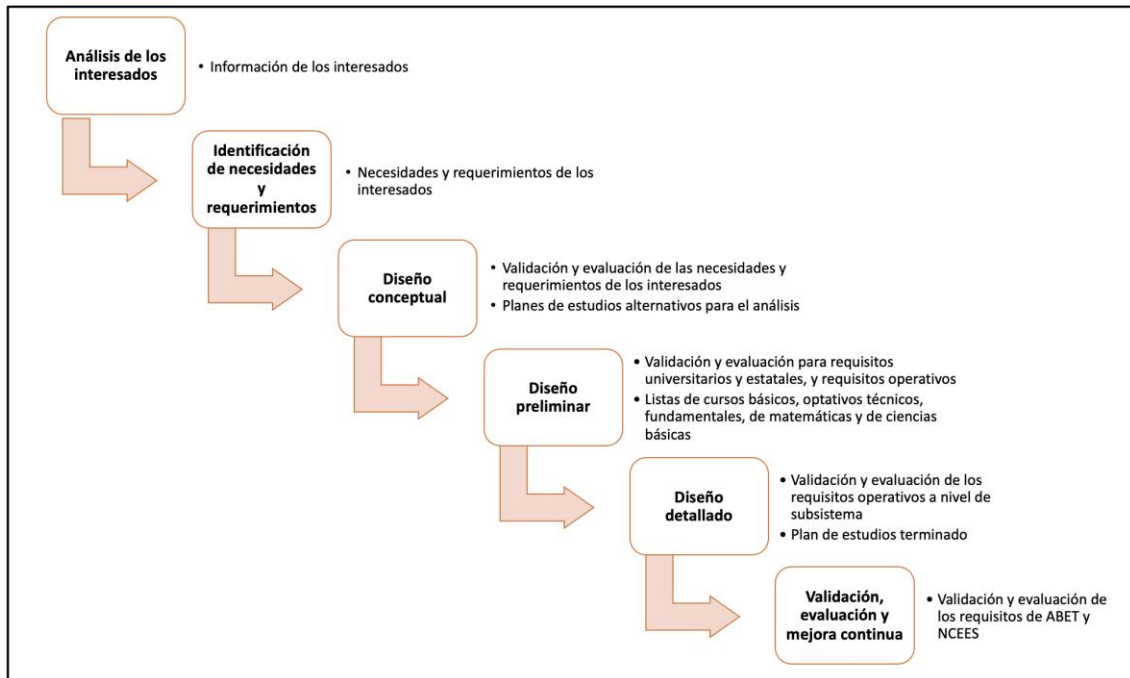 Análisis de los
interesados
• Información de los interesados
Identificación
de necesidades
y
requerimientos
• Necesidades y requerimientos de los
interesados
Diseño
conceptual
• Validación y evaluación de las necesidades y
requerimientos de los interesados
• Planes de estudios alternativos para el análisis
Diseño
preliminar
• Validación y evaluación para requisitos
universitarios y estatales, y requisitos operativos
• Listas de cursos básicos, optativos técnicos,
fundamentales, de matemáticas y de ciencias
básicas
Diseño
detallado
• Validación y evaluación de los
requisitos operativos a nivel de
subsistema
• Plan de estudios terminado
Validación,
evaluación y
mejora continua
• Validación y evaluación de
los requisitos de ABET y
NCEES